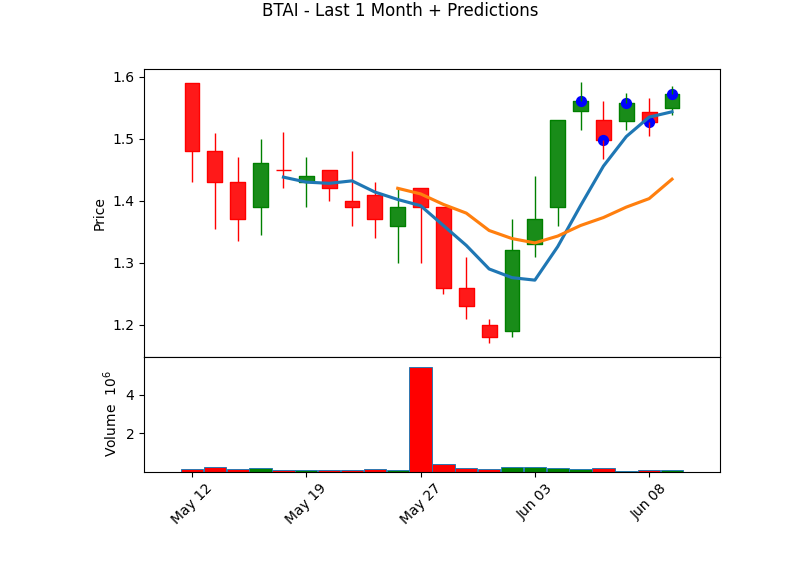 BTAI - Last 1 Month + Predictions
1.6
1.5
1.4
1.3
1.2
Price
4
2
Volume 10^6
May 12
May 19
May 27
Jun 03
Jun 08